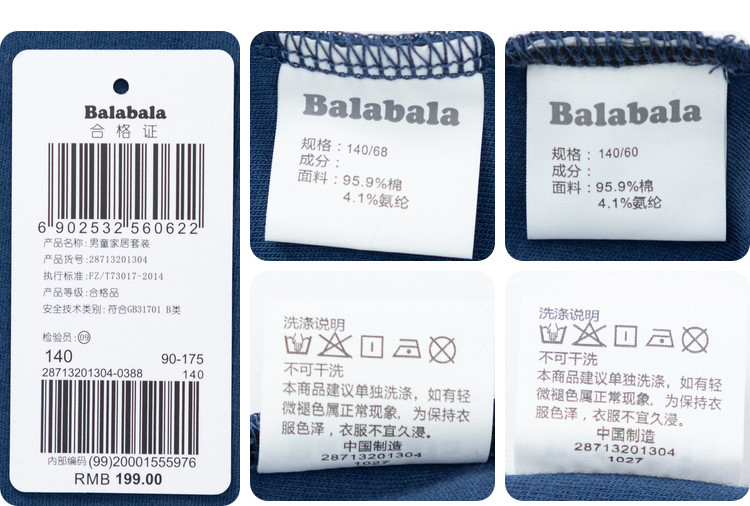 Balabala
合格证
6 902532 560622
产品名称:男童家居套装
产品货号:28713201304
执行标准:FZ/T73017-2014
产品等级:合格品
安全技术类别:符合GB31701 B类
检验员:09
140 90-175
28713201304-0388 140
内部编码 (99)20001555976
RMB 199.00
Balabala
规格：140/68
成分：
面料：95.9%棉
4.1%氨纶
Balabala
规格：140/60
成分：
面料：95.9%棉
4.1%氨纶
洗涤说明
不可干洗
本商品建议单独洗涤，如有轻
微褪色属正常现象，为保持衣
服色泽，衣服不宜久浸。
中国制造
28713201304
1027
洗涤说明
不可干洗
本商品建议单独洗涤，如有轻
微褪色属正常现象，为保持衣
服色泽，衣服不宜久浸。
中国制造
28713201304
1027